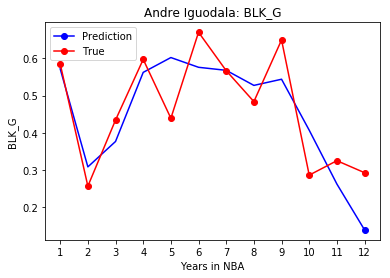 Andre Iguodala: BLK_G
Prediction
True
BLK_G
0.6
0.5
0.4
0.3
0.2
1 2 3 4 5 6 7 8 9 10 11 12
Years in NBA